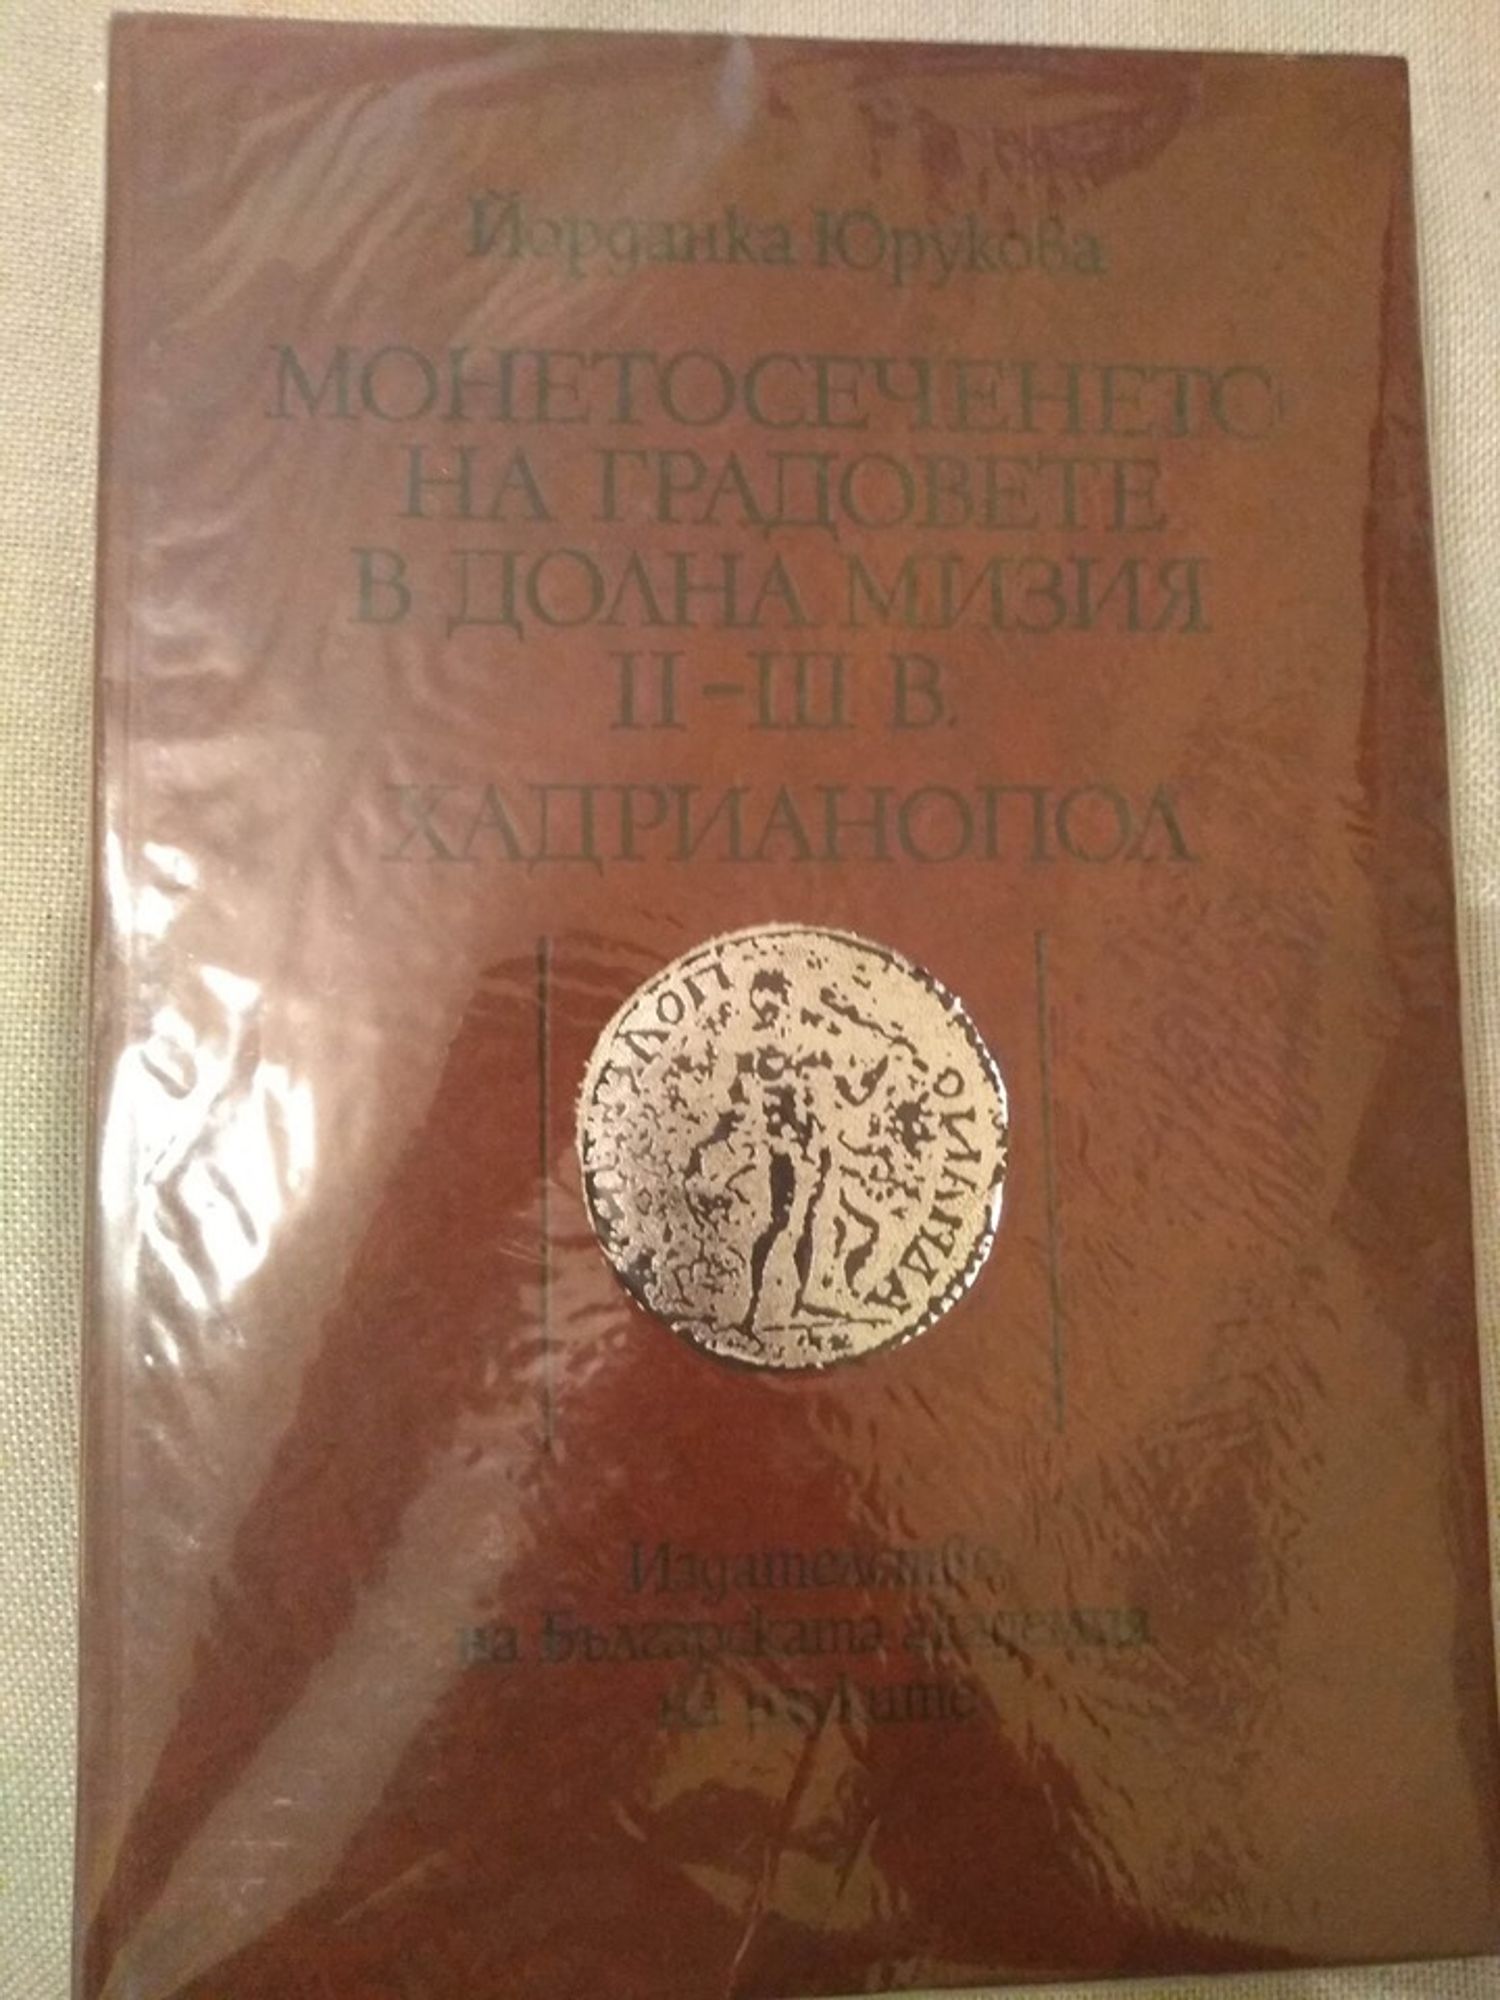 Йорданка Юрукова
МОНЕТОСЕЧЕНЕТО
НА ГРАДОВЕТЕ
В ДОЛНА МИЗИЯ
II–III В.
ХАДРИАНОПОЛ
Издателство
на Българската академия
на науките